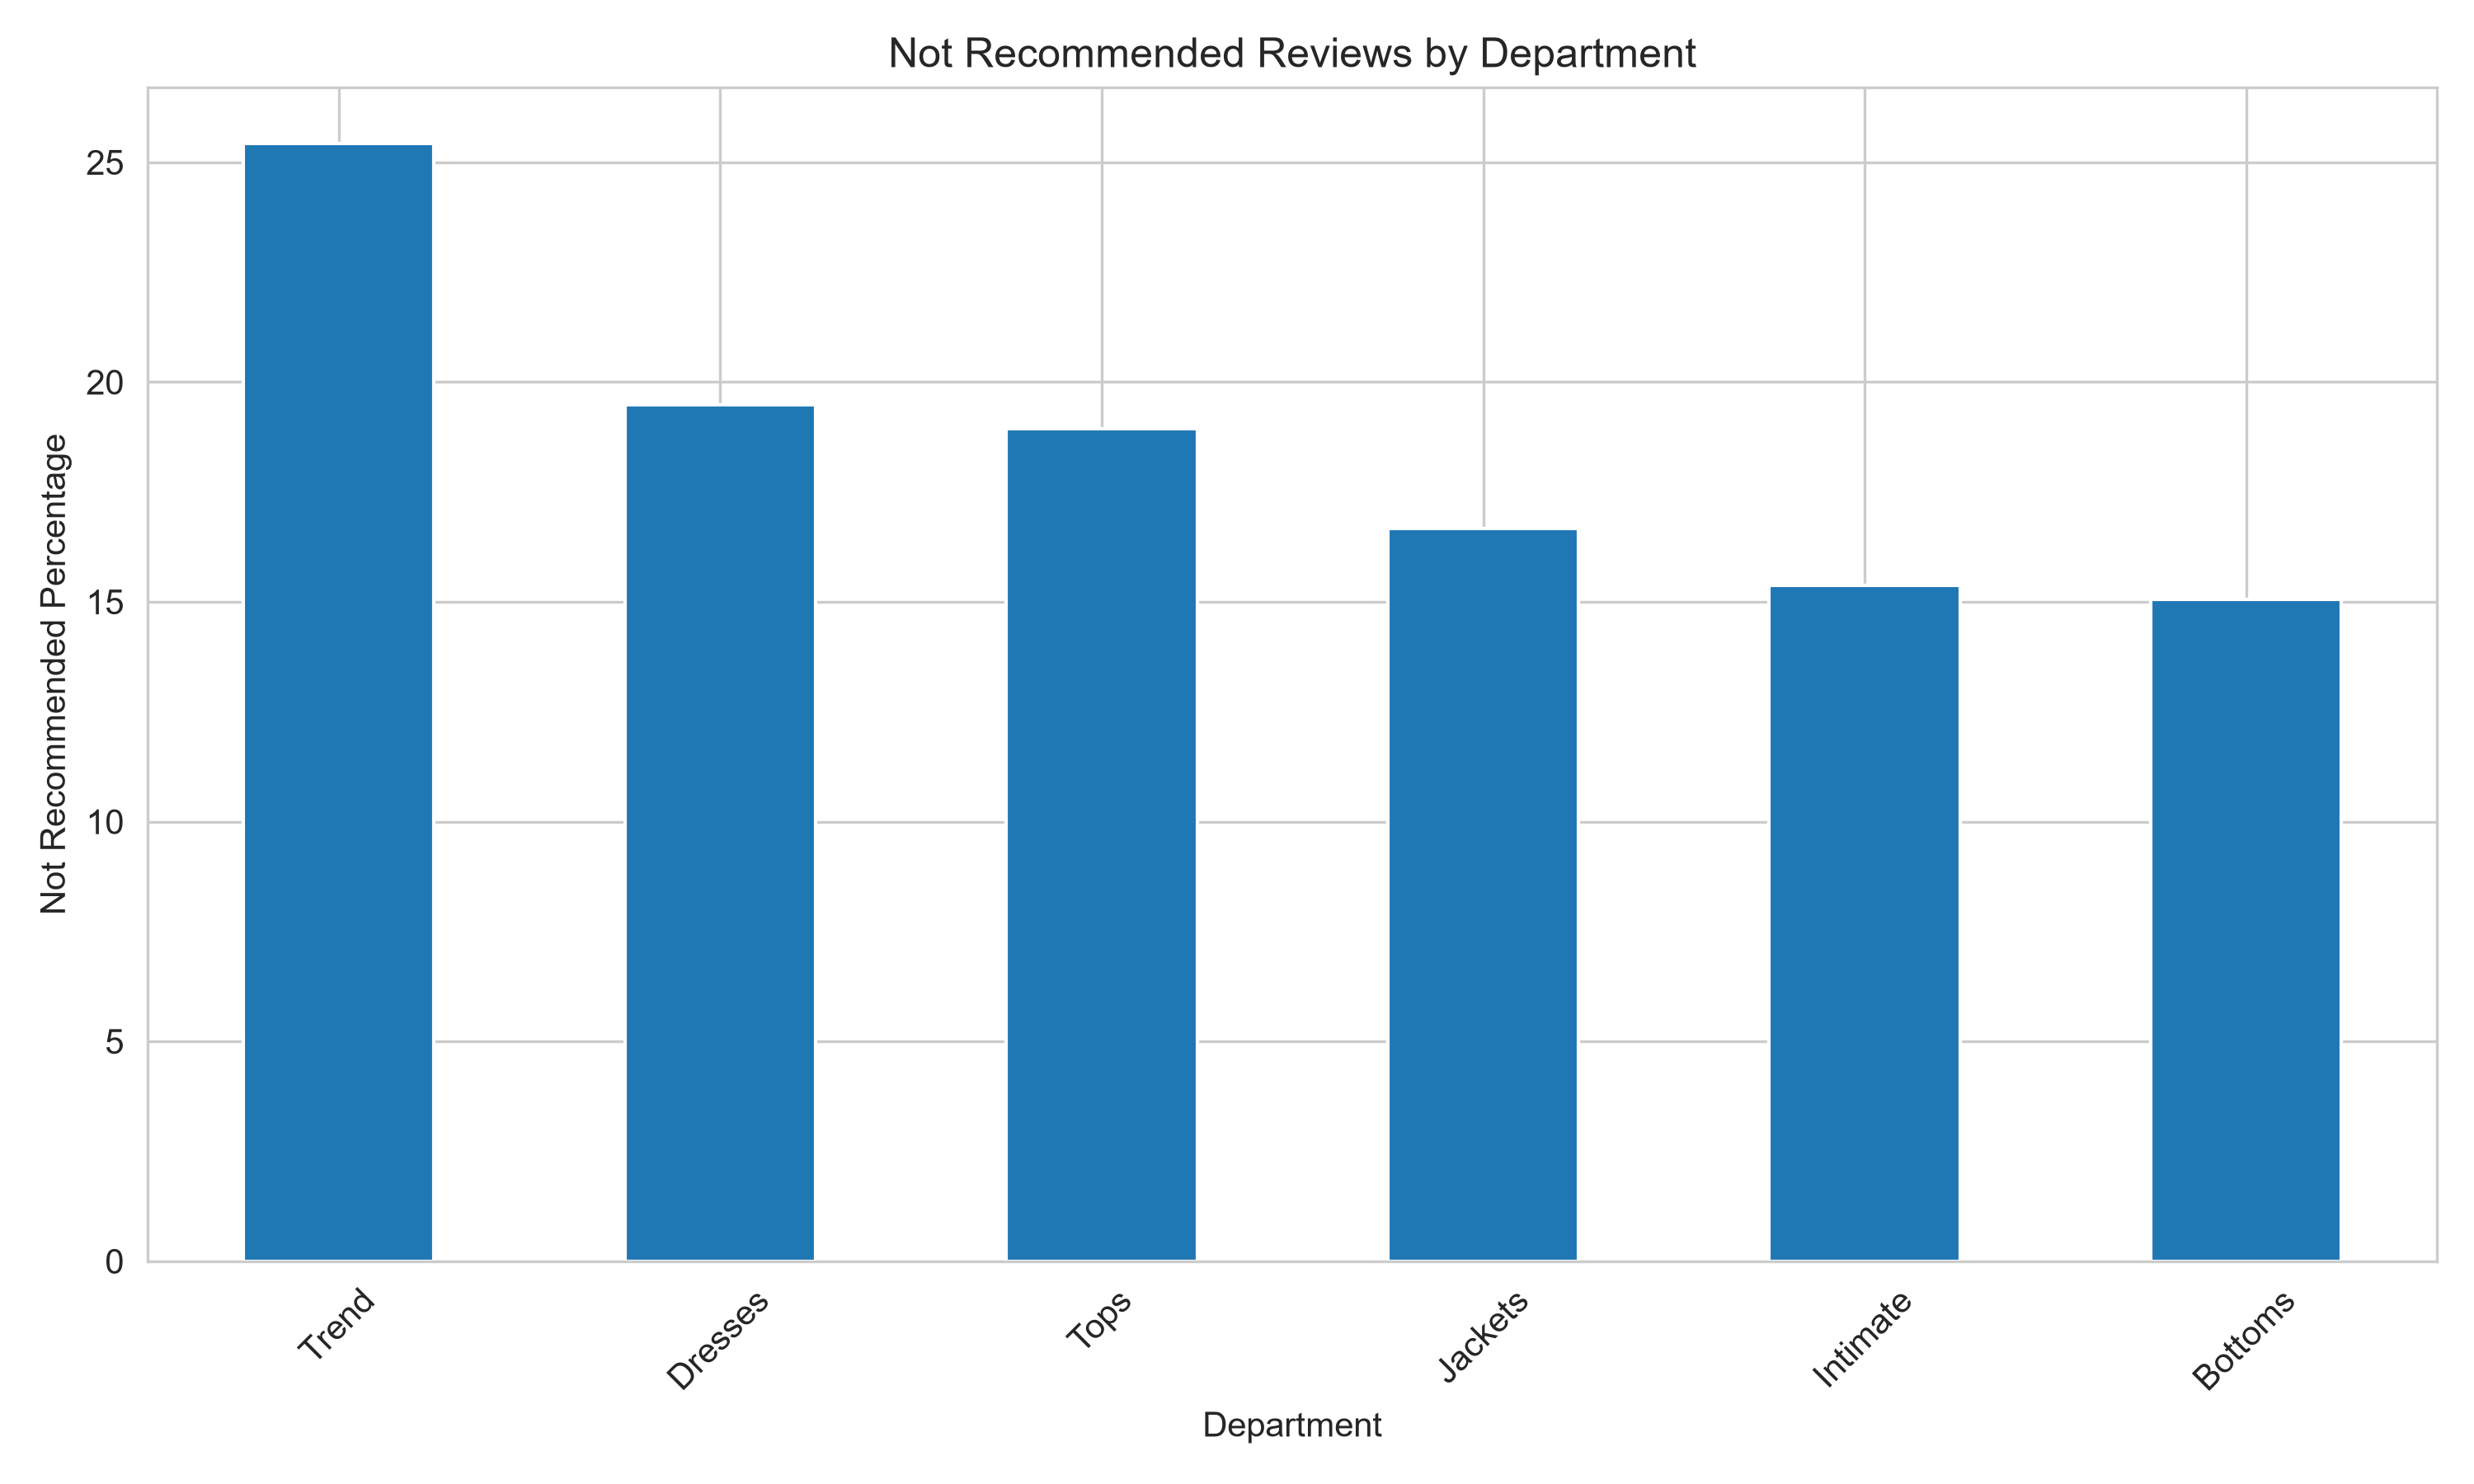 Not Recommended Reviews by Department
Not Recommended Percentage
25
20
15
10
5
0
Trend
Dresses
Tops
Jackets
Intimate
Bottoms
Department